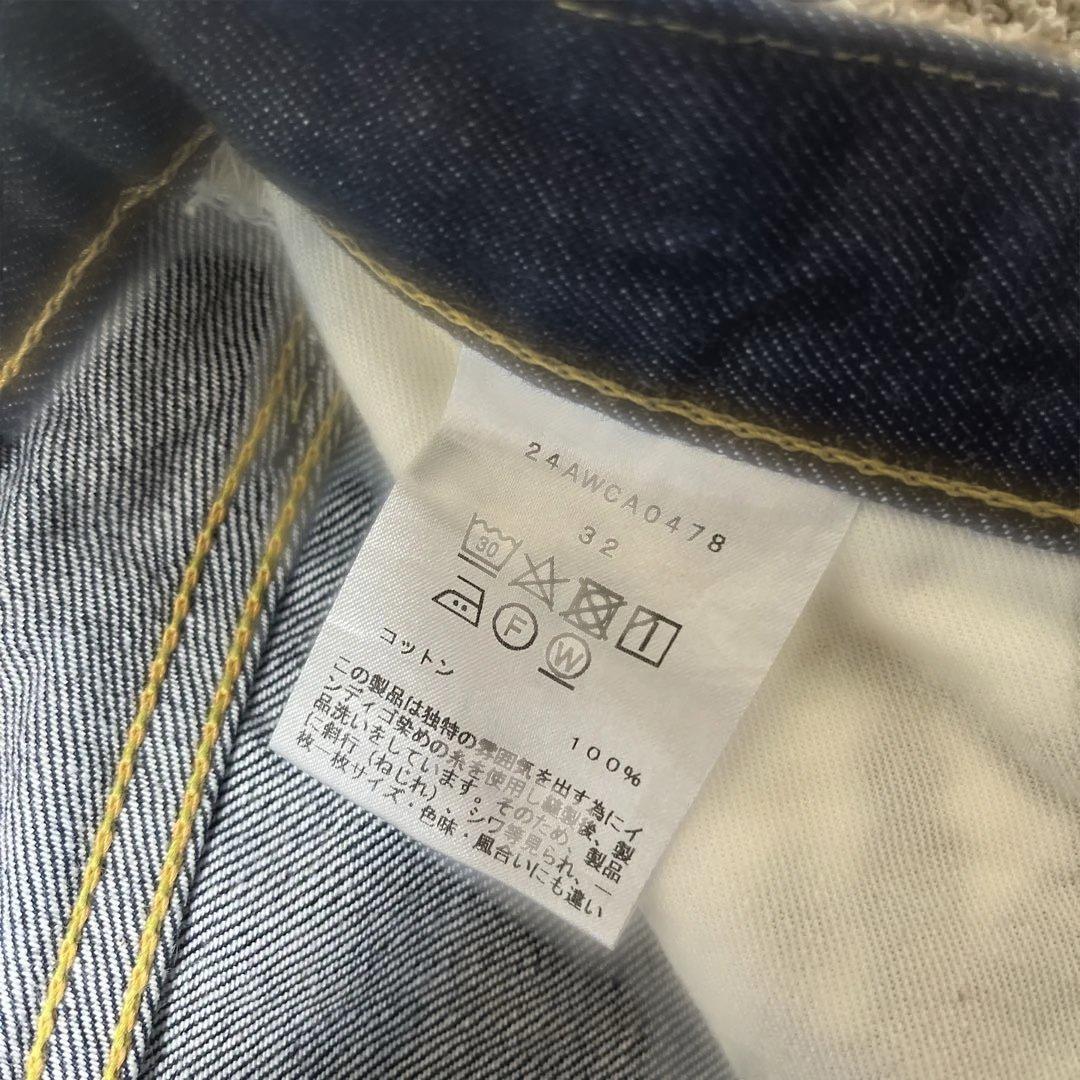 24AWCA0478
32
30
F W
コットン 100%
この製品は独特の雰囲気を出す為にイ
ンディゴ染めの糸を使用し縫製後、製
品洗いをしています。そのため、製品
に斜行（ねじれ）、シワ等見られ、一
枚一枚サイズ・色味・風合いにも違い